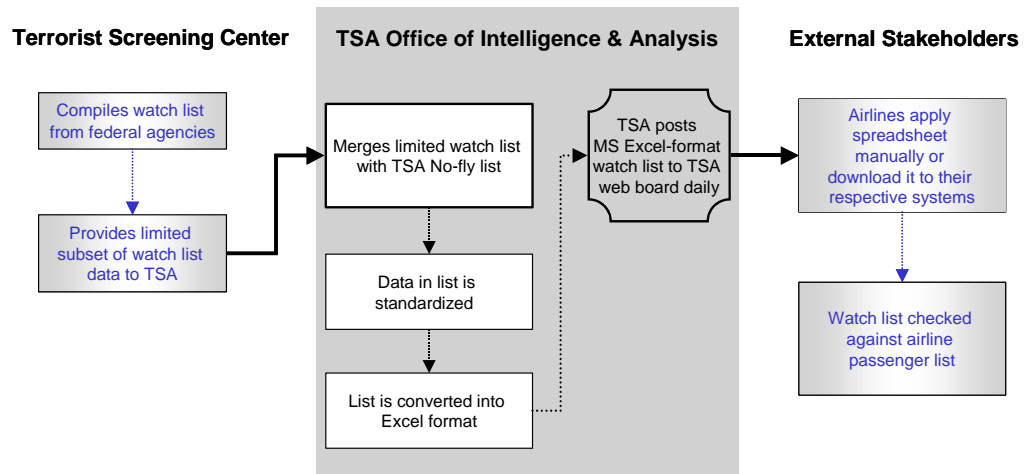 Terrorist Screening Center
Compiles watch list
from federal agencies
Provides limited
subset of watch list
data to TSA
TSA Office of Intelligence & Analysis
Merges limited watch list
with TSA No-fly list
Data in list is
standardized
List is converted into
Excel format
TSA posts
MS Excel-format
watch list to TSA
web board daily
External Stakeholders
Airlines apply
spreadsheet
manually or
download it to their
respective systems
Watch list checked
against airline
passenger list